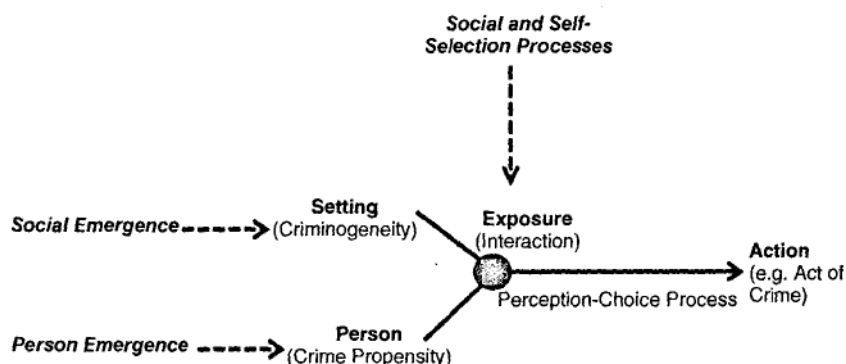 Social and Self-
Selection Processes
Social Emergence
Setting
(Criminogeneity)
Exposure
(Interaction)
Action
(e.g. Act of
Crime)
Perception-Choice Process
Person Emergence
Person
(Crime Propensity)